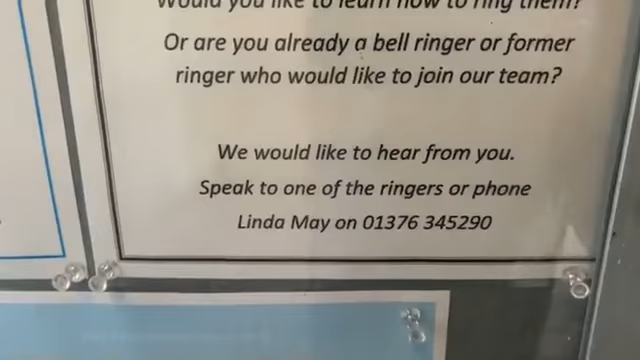 Would you like to learn how to ring them?
Or are you already a bell ringer or former
ringer who would like to join our team?
We would like to hear from you.
Speak to one of the ringers or phone
Linda May on 01376 345290